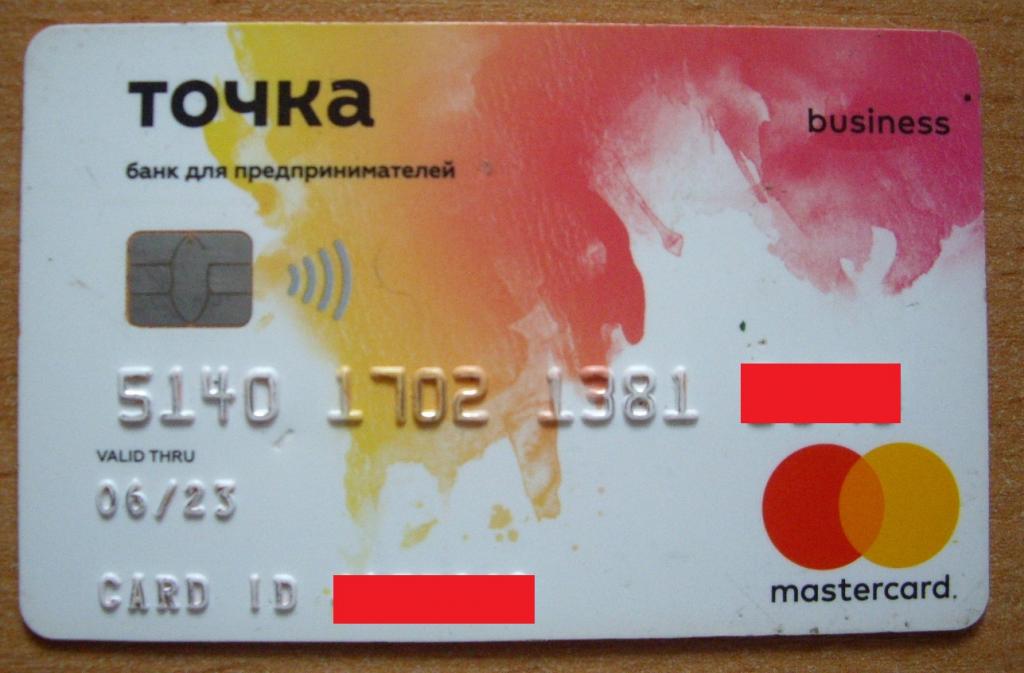 точка
business
банк для предпринимателей
5140 1702 1381
VALID THRU
06/23
CARD ID
mastercard.